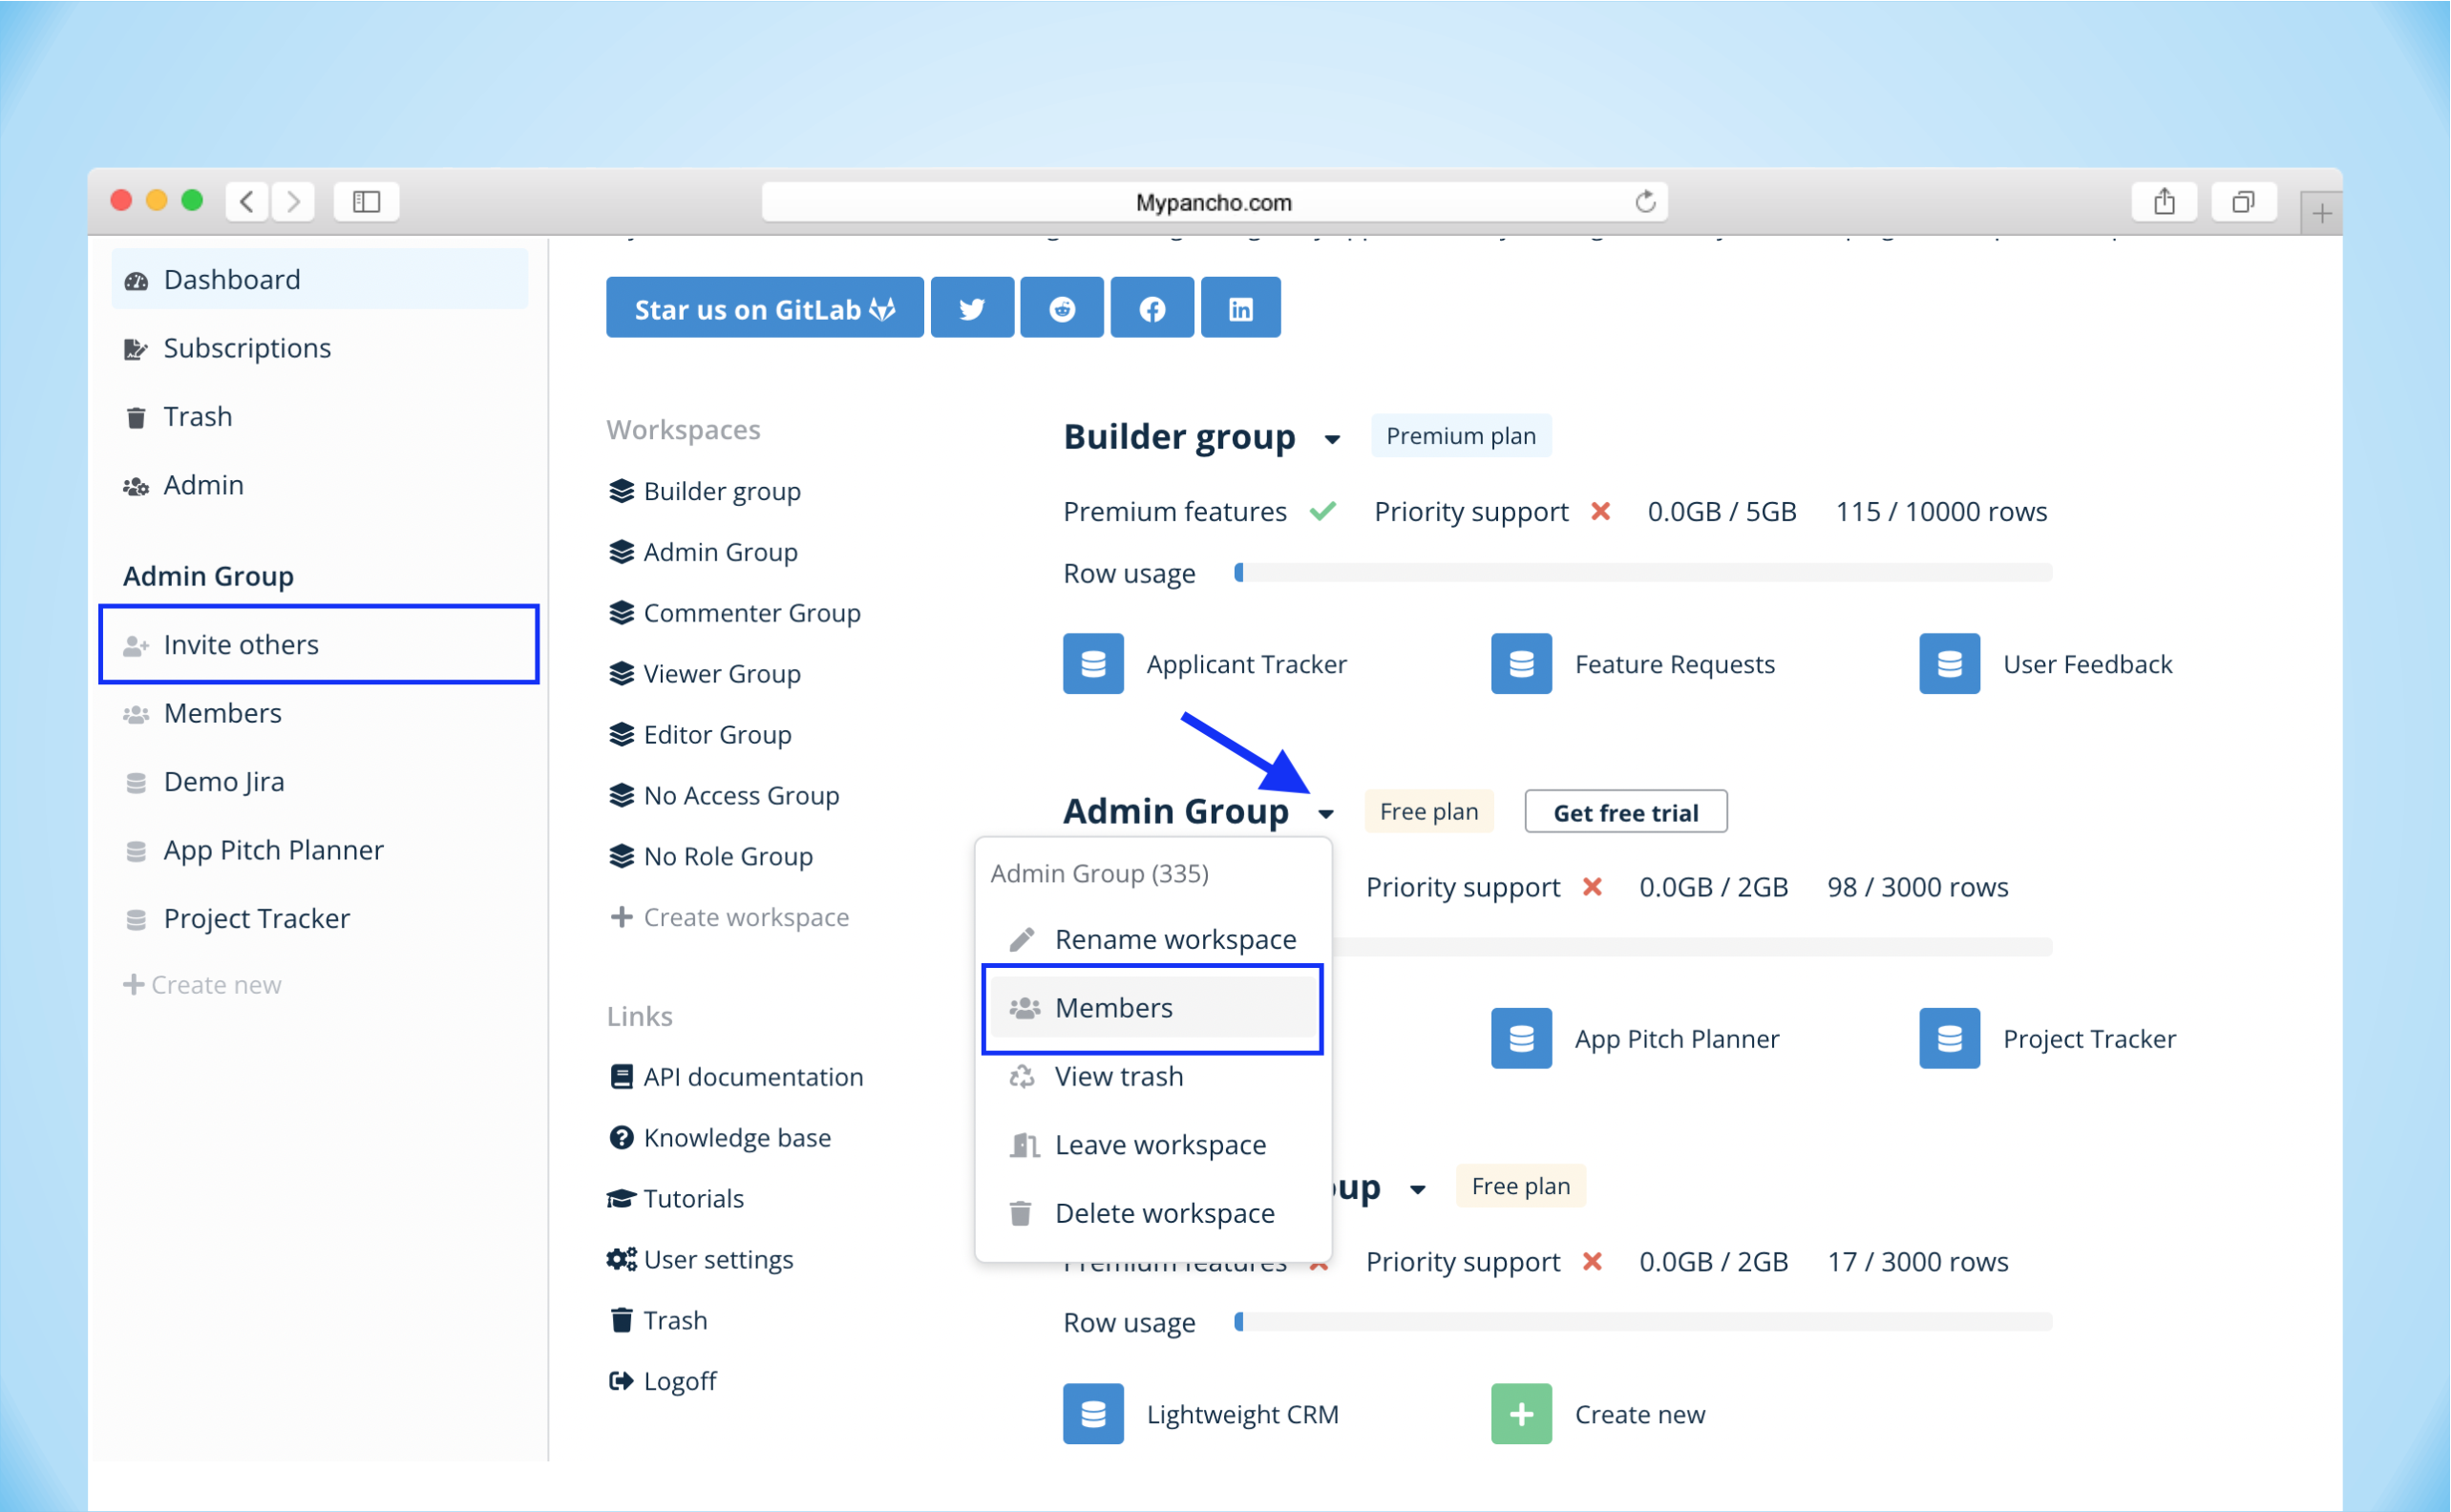 Mypancho.com
Dashboard
Subscriptions
Trash
Admin
Admin Group
Invite others
Members
Demo Jira
App Pitch Planner
Project Tracker
Create new
Star us on GitLab
Workspaces
Builder group
Admin Group
Commenter Group
Viewer Group
Editor Group
No Access Group
No Role Group
Create workspace
Links
API documentation
Knowledge base
Tutorials
User settings
Trash
Logoff
Builder group Premium plan
Premium features Priority support 0.0GB / 5GB 115 / 10000 rows
Row usage
Applicant Tracker Feature Requests User Feedback
Admin Group Free plan Get free trial
Priority support 0.0GB / 2GB 98 / 3000 rows
App Pitch Planner Project Tracker
Admin Group (335)
Rename workspace
Members
View trash
Leave workspace
Delete workspace
oup Free plan
Premium features Priority support 0.0GB / 2GB 17 / 3000 rows
Row usage
Lightweight CRM Create new